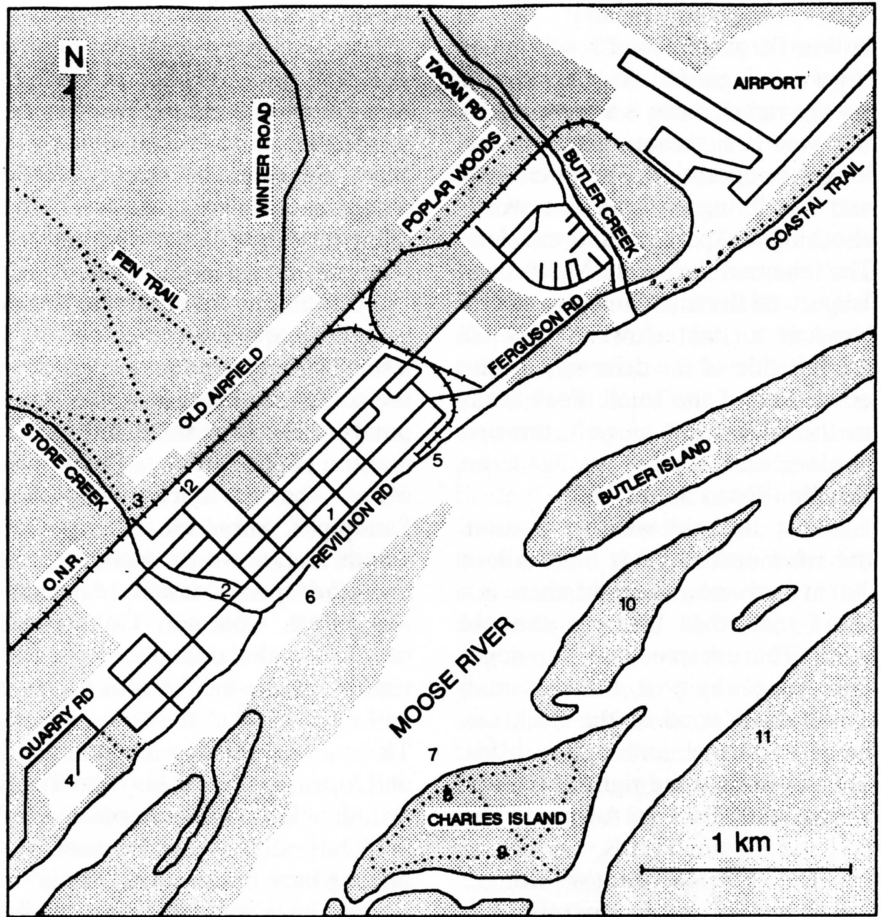 N
AIRPORT
TACAN RD
WINTER ROAD
POPLAR WOODS
BUTLER CREEK
COASTAL TRAIL
FEN TRAIL
FERGUSON RD
OLD AIRFIELD
STORE CREEK
5
BUTLER ISLAND
3
12
1
REVILLION RD
O.N.R.
2
6
10
MOOSE RIVER
QUARRY RD
4
7
11
8
CHARLES ISLAND
9
1 km